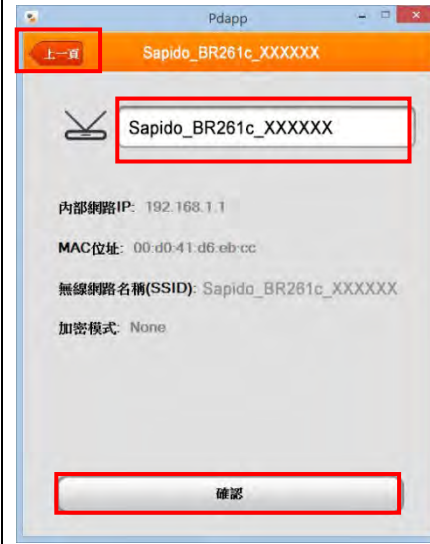 Pdapp
上一頁 Sapido_BR261c_XXXXXX
Sapido_BR261c_XXXXXX
內部網路IP: 192.168.1.1
MAC位址: 00:d0:41:d6:eb:cc
無線網路名稱(SSID): Sapido_BR261c_XXXXXX
加密模式: None
確認